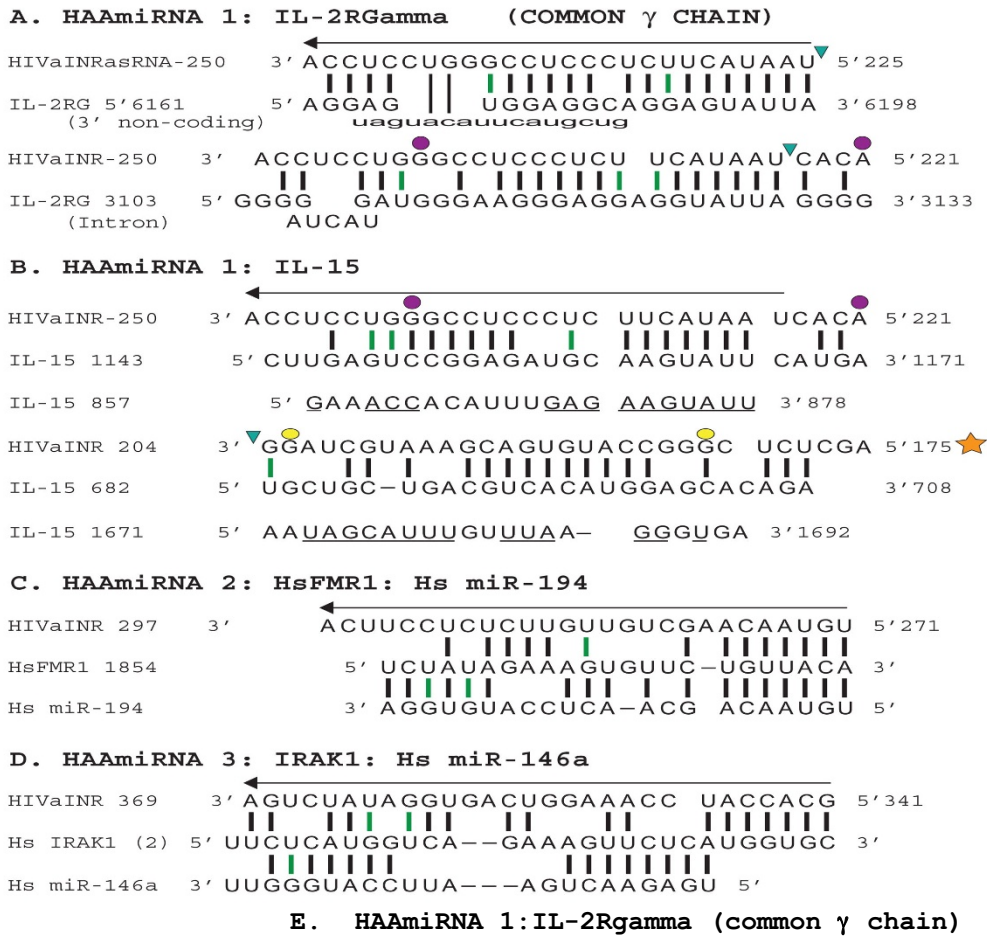 A. HAAmiRNA 1: IL-2RGamma (COMMON γ CHAIN)
HIVaINRasRNA-250 3' ACCUCCUGGGCCUCCCUCUUCAUAAU 5'225
IL-2RG 5'6161 5' AGGAG UGGAGGCAGGAGUAUUA 3'6198
(3' non-coding) uaguacauucaugcug
HIVaINR-250 3' ACCUCCUGGGCCUCCCUCU UCAUAAUCACA 5'221
IL-2RG 3103 5' GGGG GAUGGGAAGGGAGGAGGUAUUA GGGG 3'3133
(Intron) AUCAU
B. HAAmiRNA 1: IL-15
HIVaINR-250 3' ACCUCCUGGGCCUCCCUC UUCAUAA UCACA 5'221
IL-15 1143 5' CUUGAGUCCGGAGAUGC AAGUAUU CAUGA 3'1171
IL-15 857 5' GAAACCACAUUUGAG AAGUAUU 3'878
HIVaINR 204 3' GGAUCGUAAAGCAGUGUACCGGGC UCUCGA 5'175
IL-15 682 5' UGCUGC–UGACGUCACAUGGAGCACAGA 3'708
IL-15 1671 5' AAUAGCAUUUGUUUAA– GGGUGA 3'1692
C. HAAmiRNA 2: HsFMR1: Hs miR-194
HIVaINR 297 3' ACUUCCUCUCUUGUUGUCGAACAAUGU 5'271
HsFMR1 1854 5' UCUAUAGAAAGUGUUC–UGUUACA 3'
Hs miR-194 3' AGGUGUACCUCA–ACG ACAAUGU 5'
D. HAAmiRNA 3: IRAK1: Hs miR-146a
HIVaINR 369 3' AGUCUAUAGGUGACUGGAAACC UACCACG 5'341
Hs IRAK1 (2) 5' UUCUCAUGGUCA––GAAAGUUCUCAUGGUGC 3'
Hs miR-146a 3' UUGGGUACCUUA–––AGUCAAGAGU 5'
E. HAAmiRNA 1:IL-2Rgamma (common γ chain)